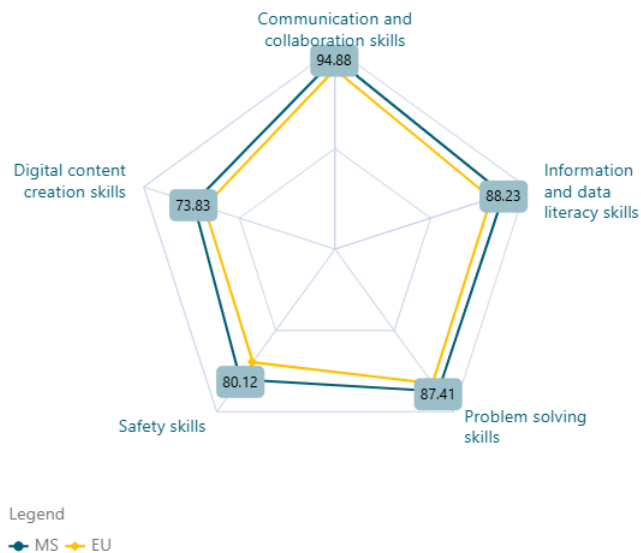 Communication and
collaboration skills
94.88
Digital content
creation skills
Information
and data
literacy skills
73.83
88.23
80.12
87.41
Safety skills
Problem solving
skills
Legend
MS EU